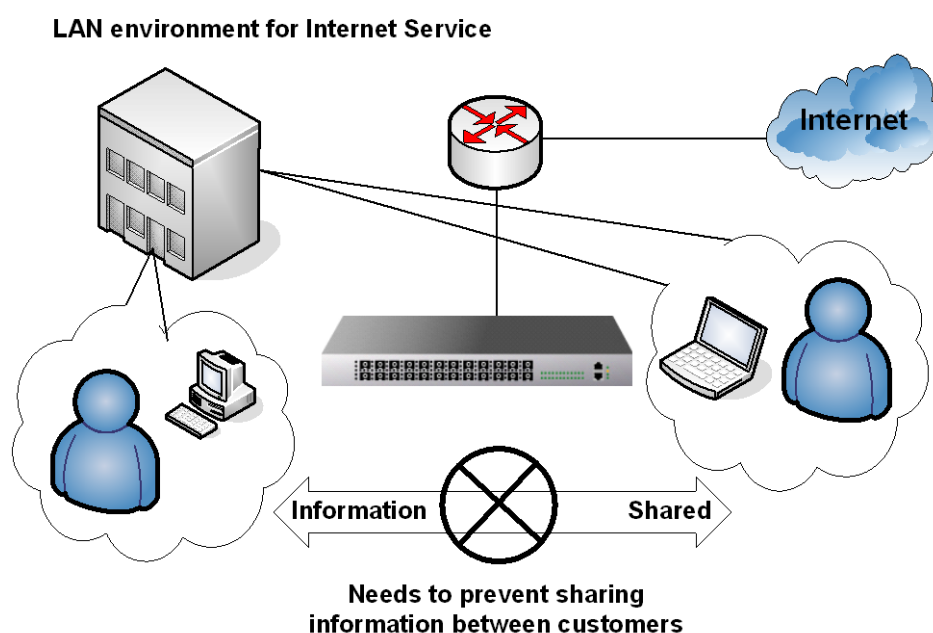 LAN environment for Internet Service
Internet
Information
Shared
Needs to prevent sharing
information between customers